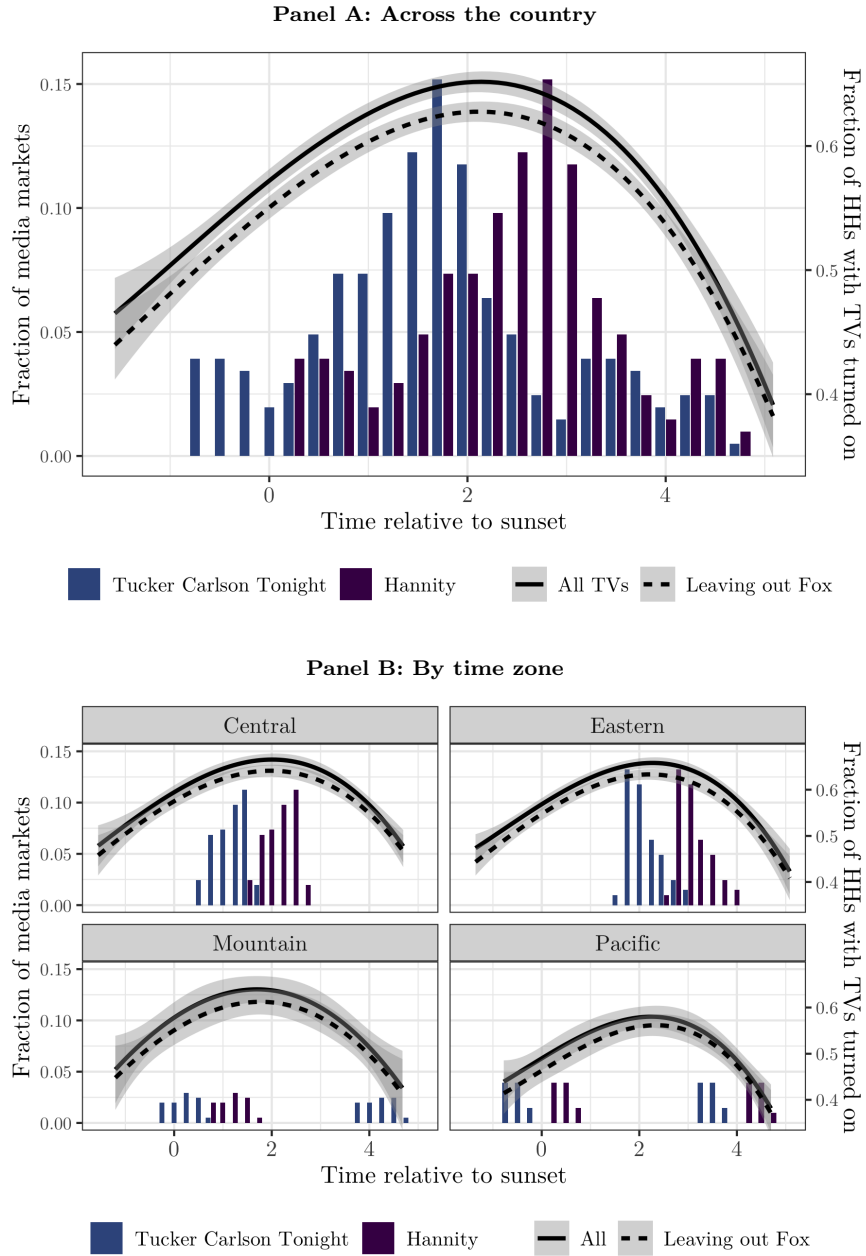 Panel A: Across the country
Fraction of media markets
0.15
0.10
0.05
0.00
0.6
0.5
0.4
Fraction of HHs with TVs turned on
0 2 4
Time relative to sunset
Tucker Carlson Tonight Hannity All TVs Leaving out Fox
Panel B: By time zone
Central Eastern
Fraction of media markets
0.15
0.10
0.05
0.00
0.6
0.5
0.4
Fraction of HHs with TVs turned on
Mountain Pacific
0.15
0.10
0.05
0.00
0.6
0.5
0.4
0 2 4 0 2 4
Time relative to sunset
Tucker Carlson Tonight Hannity All Leaving out Fox